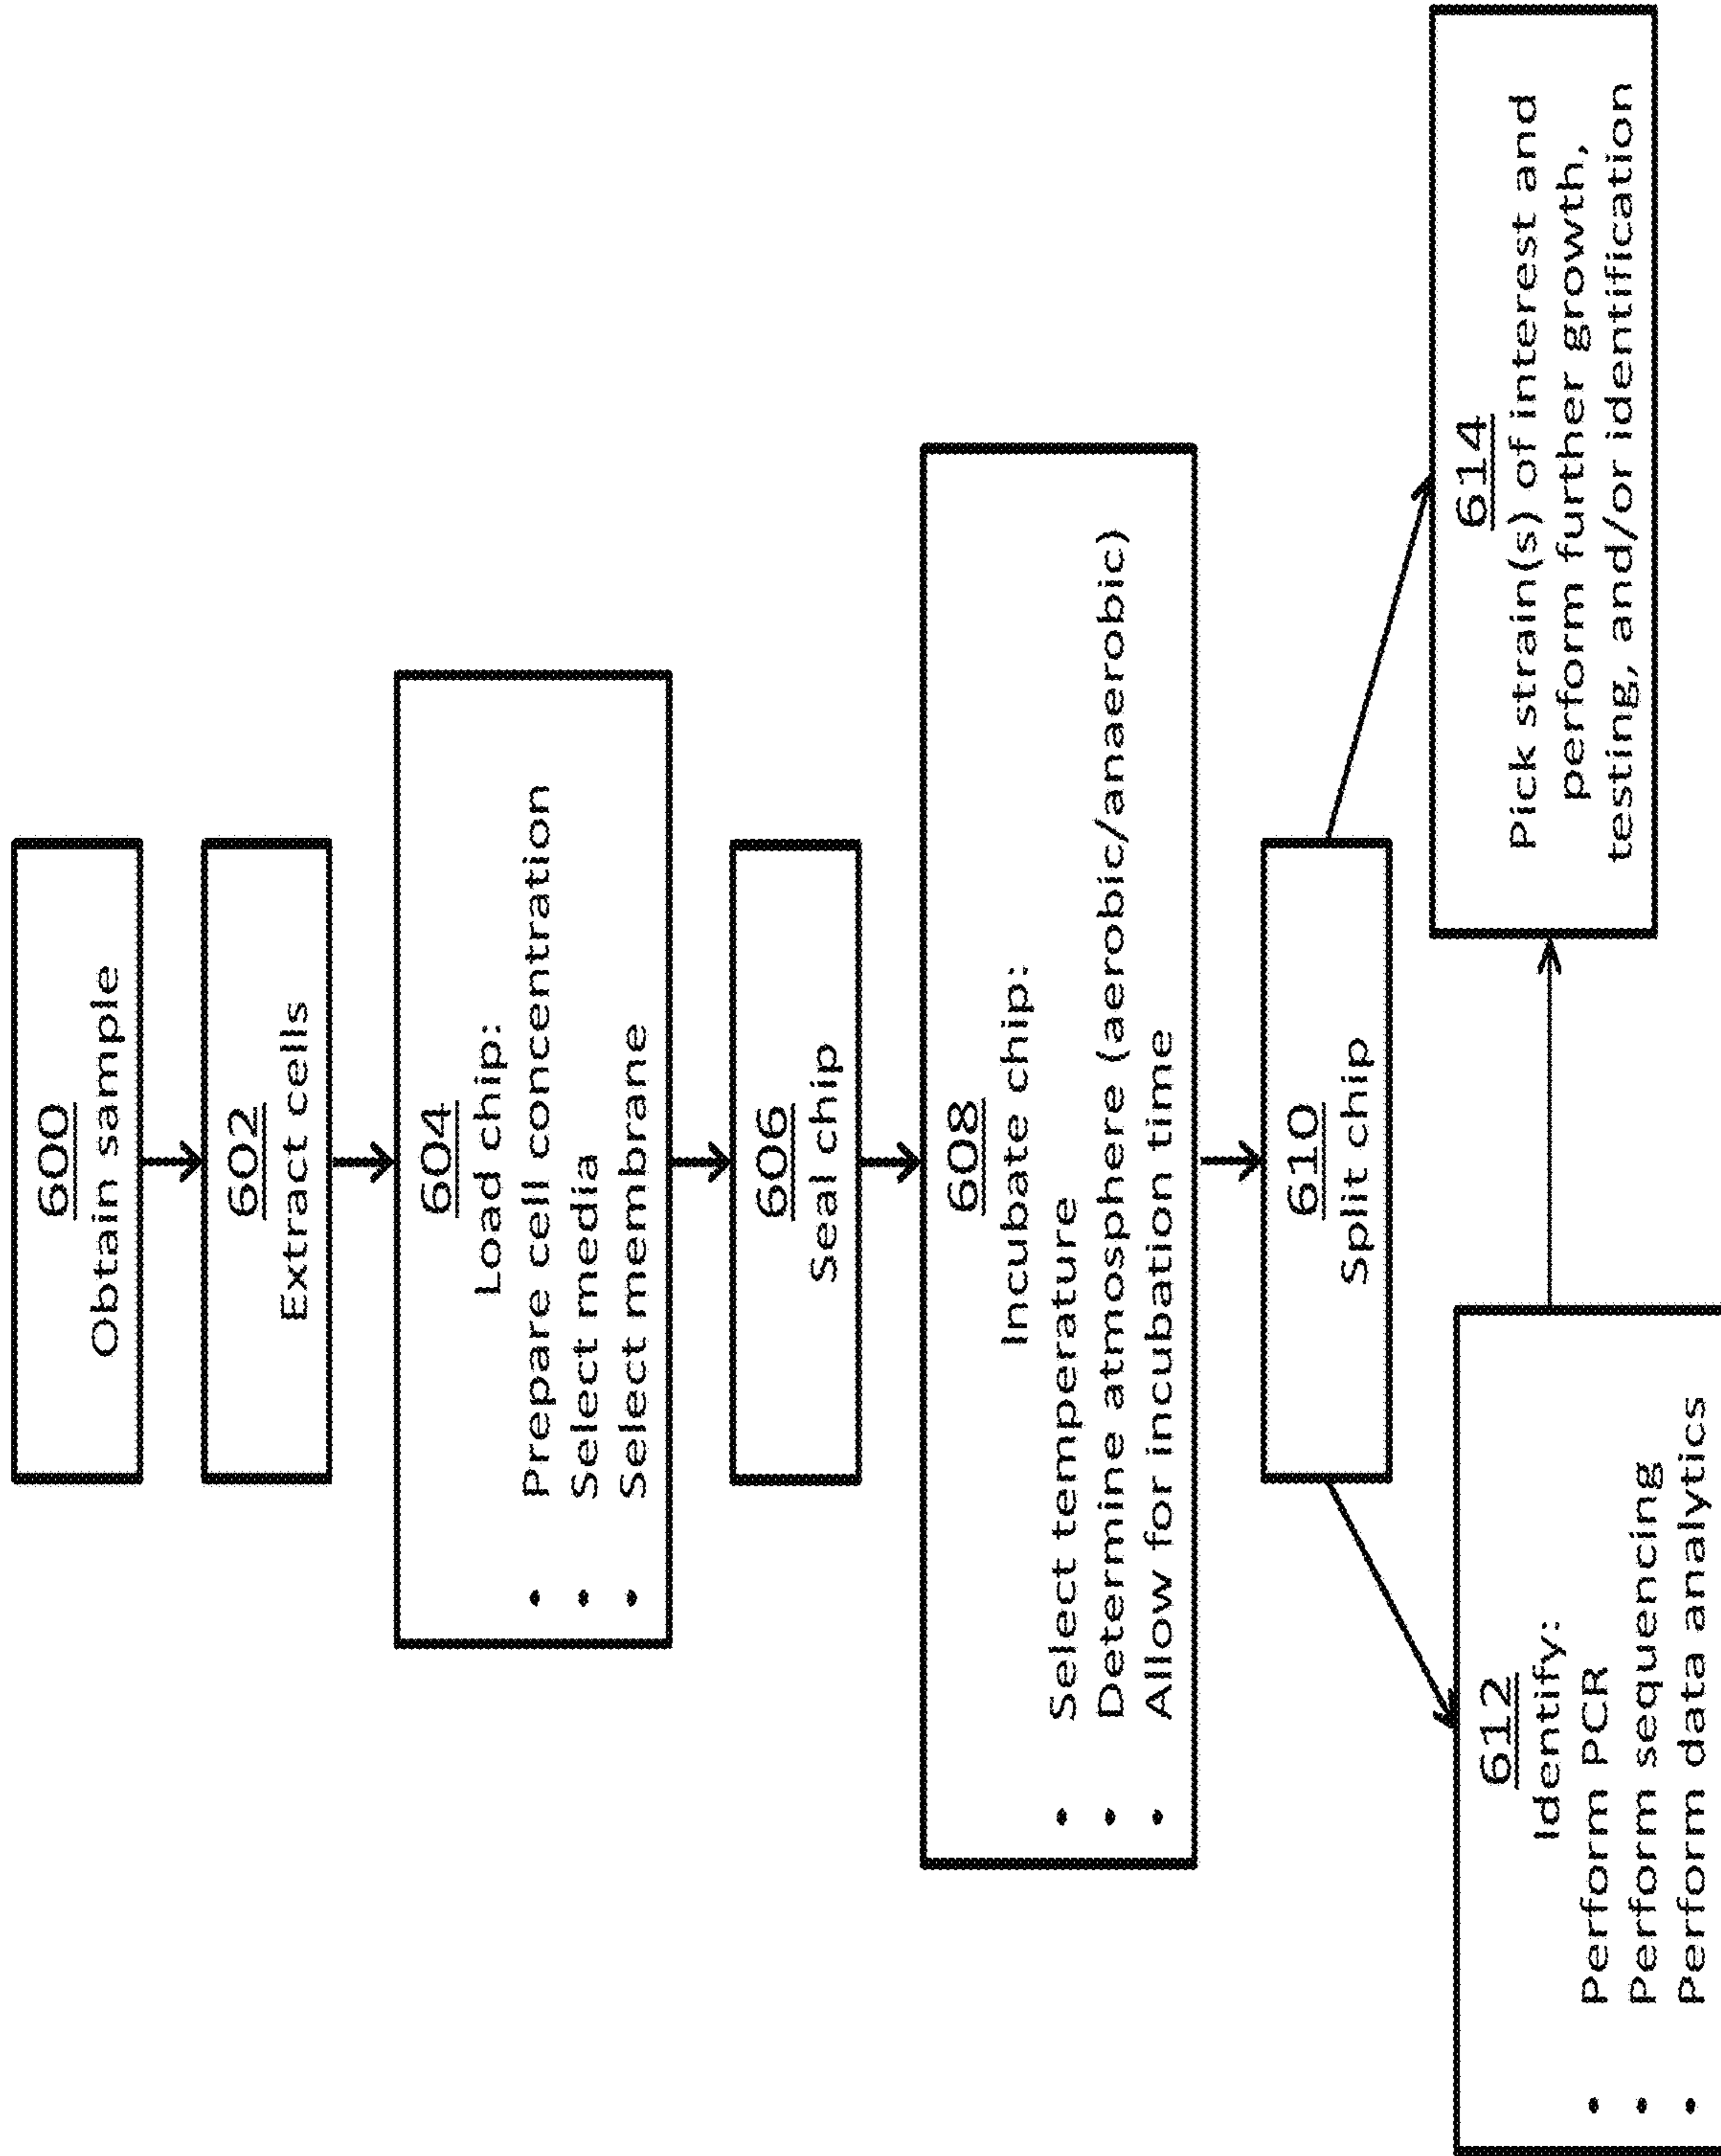 600
Obtain sample
602
Extract cells
604
Load chip:
• Prepare cell concentration
• Select media
• Select membrane
606
Seal chip
608
Incubate chip:
• Select temperature
• Determine atmosphere (aerobic/anaerobic)
• Allow for incubation time
610
Split chip
612
Identify:
• Perform PCR
• Perform sequencing
• Perform data analytics
614
Pick strain(s) of interest and
perform further growth,
testing, and/or identification